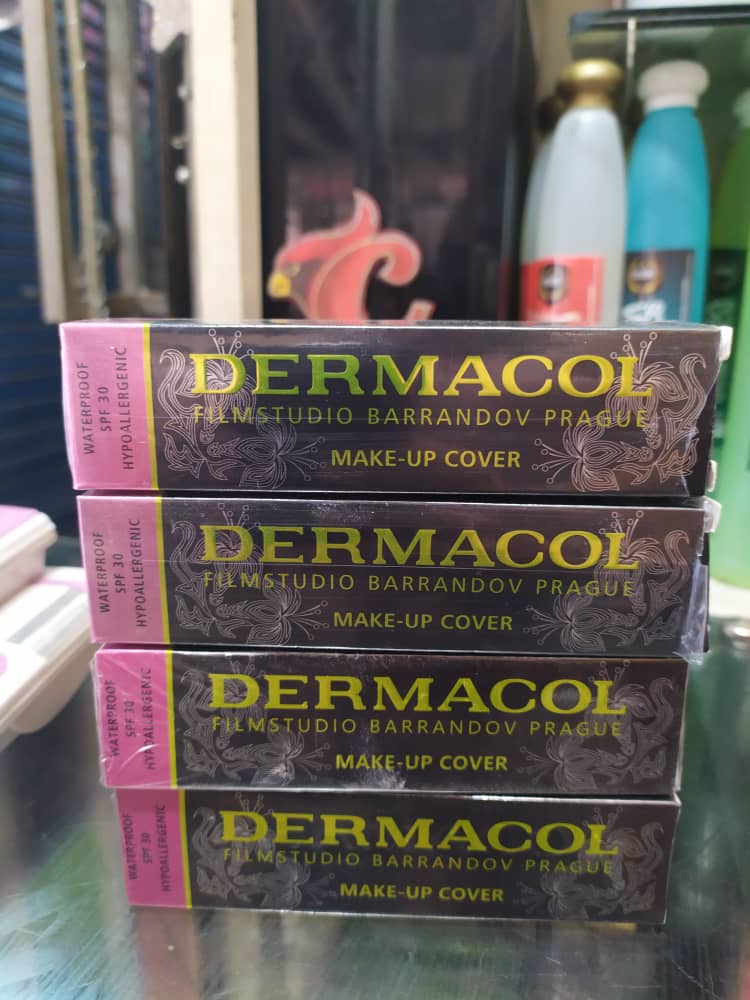 WATERPROOF
SPF 30
HYPOALLERGENIC
DERMACOL
FILMSTUDIO BARRANDOV PRAGUE
MAKE-UP COVER
WATERPROOF
SPF 30
HYPOALLERGENIC
DERMACOL
FILMSTUDIO BARRANDOV PRAGUE
MAKE-UP COVER
WATERPROOF
SPF 30
HYPOALLERGENIC
DERMACOL
FILMSTUDIO BARRANDOV PRAGUE
MAKE-UP COVER
WATERPROOF
SPF 30
HYPOALLERGENIC
DERMACOL
FILMSTUDIO BARRANDOV PRAGUE
MAKE-UP COVER